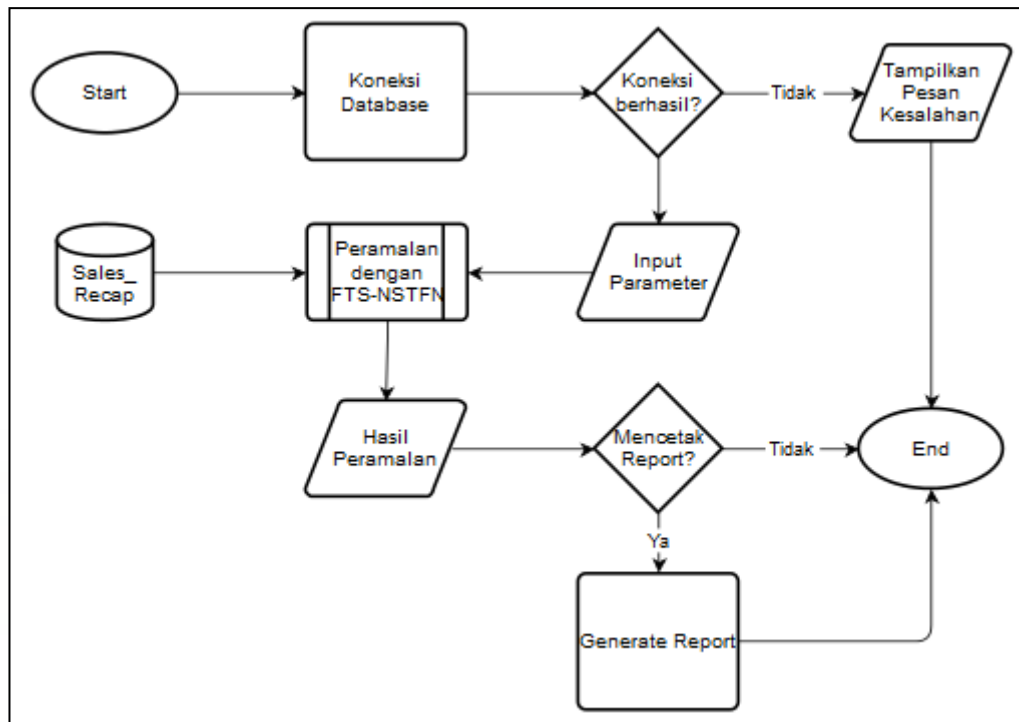 Start
Koneksi
Database
Koneksi
berhasil?
Tidak
Tampilkan
Pesan
Kesalahan
Sales_
Recap
Peramalan
dengan
FTS-NSTFN
Input
Parameter
Hasil
Peramalan
Mencetak
Report?
Tidak
End
Ya
Generate Report